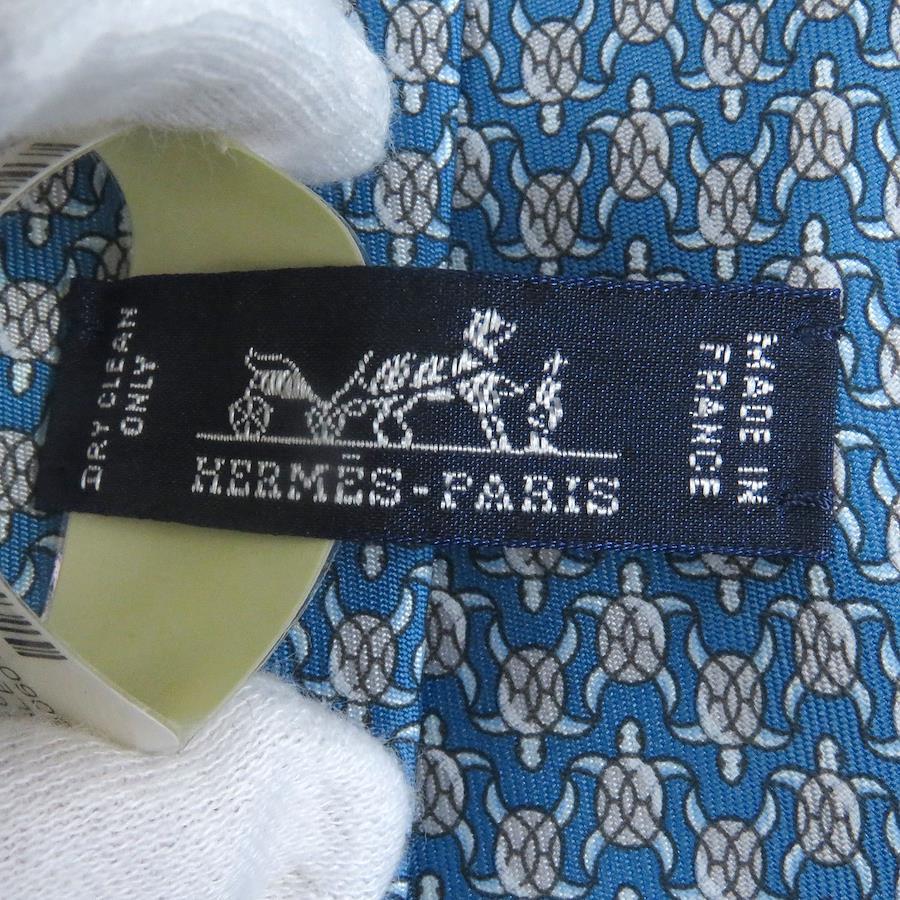 DRY CLEAN
ONLY
HERMÈS-PARIS
MADE IN
FRANCE